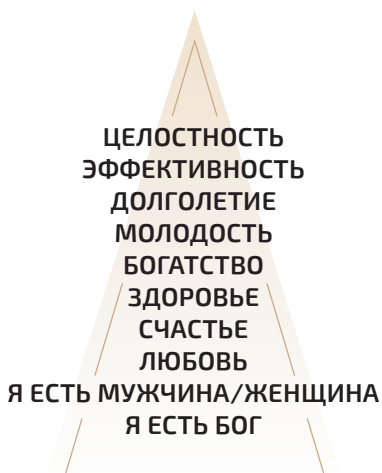 ЦЕЛОСТНОСТЬ
ЭФФЕКТИВНОСТЬ
ДОЛГОЛЕТИЕ
МОЛОДОСТЬ
БОГАТСТВО
ЗДОРОВЬЕ
СЧАСТЬЕ
ЛЮБОВЬ
Я ЕСТЬ МУЖЧИНА/ЖЕНЩИНА
Я ЕСТЬ БОГ